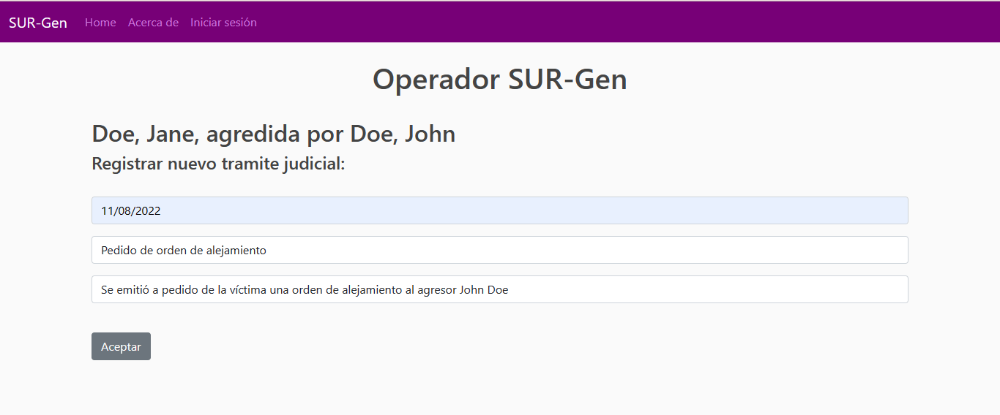 SUR-Gen Home Acerca de Iniciar sesión
Operador SUR-Gen
Doe, Jane, agredida por Doe, John
Registrar nuevo tramite judicial:
11/08/2022
Pedido de orden de alejamiento
Se emitió a pedido de la víctima una orden de alejamiento al agresor John Doe
Aceptar